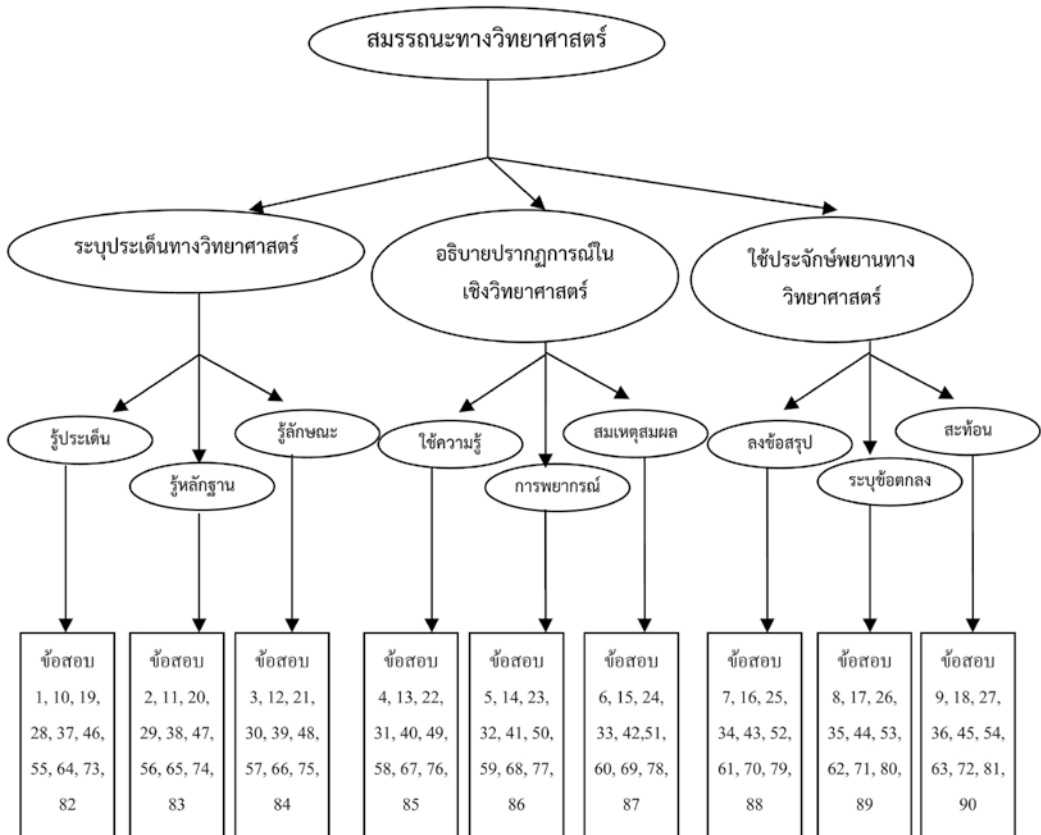 สมรรถนะทางวิทยาศาสตร์
ระบุประเด็นทางวิทยาศาสตร์
อธิบายปรากฏการณ์ใน
เชิงวิทยาศาสตร์
ใช้ประจักษ์พยานทาง
วิทยาศาสตร์
รู้ประเด็น
รู้หลักฐาน
รู้ลักษณะ
ใช้ความรู้
การพยากรณ์
สมเหตุสมผล
ลงข้อสรุป
ระบุข้อตกลง
สะท้อน
ข้อสอบ
1, 10, 19,
28, 37, 46,
55, 64, 73,
82
ข้อสอบ
2, 11, 20,
29, 38, 47,
56, 65, 74,
83
ข้อสอบ
3, 12, 21,
30, 39, 48,
57, 66, 75,
84
ข้อสอบ
4, 13, 22,
31, 40, 49,
58, 67, 76,
85
ข้อสอบ
5, 14, 23,
32, 41, 50,
59, 68, 77,
86
ข้อสอบ
6, 15, 24,
33, 42,51,
60, 69, 78,
87
ข้อสอบ
7, 16, 25,
34, 43, 52,
61, 70, 79,
88
ข้อสอบ
8, 17, 26,
35, 44, 53,
62, 71, 80,
89
ข้อสอบ
9, 18, 27,
36, 45, 54,
63, 72, 81,
90